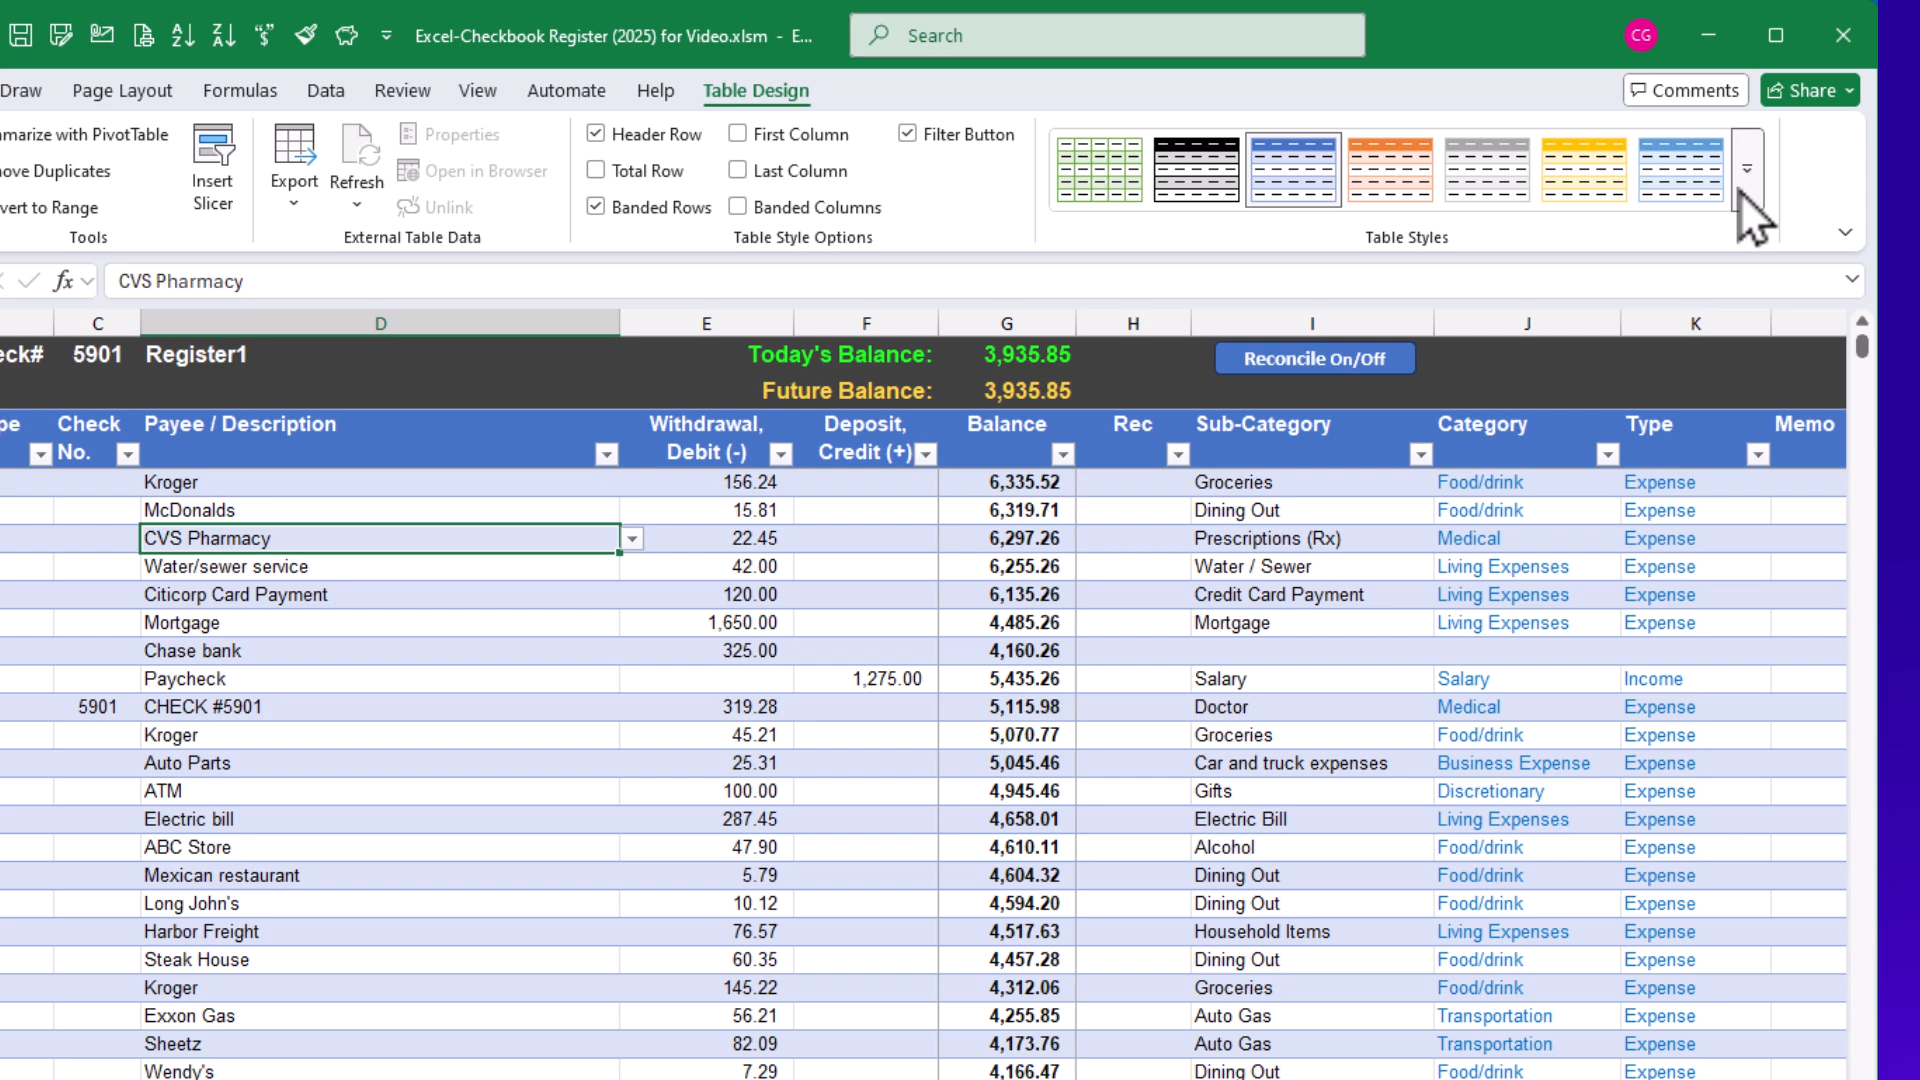 Excel-Checkbook Register (2025) for Video.xlsm - E...
Search
CG
Draw Page Layout Formulas Data Review View Automate Help Table Design
Comments Share
mmarize with PivotTable
ove Duplicates
vert to Range
Tools
Insert Slicer
Export
Refresh
Properties
Open in Browser
Unlink
External Table Data
Header Row First Column Filter Button
Total Row Last Column
Banded Rows Banded Columns
Table Style Options
Table Styles
fx CVS Pharmacy
C D E F G H I J K
eck# 5901 Register1 Today's Balance: 3,935.85 Reconcile On/Off
Future Balance: 3,935.85
pe Check No. Payee / Description Withdrawal, Debit (-) Deposit, Credit (+) Balance Rec Sub-Category Category Type Memo
Kroger 156.24 6,335.52 Groceries Food/drink Expense
McDonalds 15.81 6,319.71 Dining Out Food/drink Expense
CVS Pharmacy 22.45 6,297.26 Prescriptions (Rx) Medical Expense
Water/sewer service 42.00 6,255.26 Water / Sewer Living Expenses Expense
Citicorp Card Payment 120.00 6,135.26 Credit Card Payment Living Expenses Expense
Mortgage 1,650.00 4,485.26 Mortgage Living Expenses Expense
Chase bank 325.00 4,160.26
Paycheck 1,275.00 5,435.26 Salary Salary Income
5901 CHECK #5901 319.28 5,115.98 Doctor Medical Expense
Kroger 45.21 5,070.77 Groceries Food/drink Expense
Auto Parts 25.31 5,045.46 Car and truck expenses Business Expense Expense
ATM 100.00 4,945.46 Gifts Discretionary Expense
Electric bill 287.45 4,658.01 Electric Bill Living Expenses Expense
ABC Store 47.90 4,610.11 Alcohol Food/drink Expense
Mexican restaurant 5.79 4,604.32 Dining Out Food/drink Expense
Long John's 10.12 4,594.20 Dining Out Food/drink Expense
Harbor Freight 76.57 4,517.63 Household Items Living Expenses Expense
Steak House 60.35 4,457.28 Dining Out Food/drink Expense
Kroger 145.22 4,312.06 Groceries Food/drink Expense
Exxon Gas 56.21 4,255.85 Auto Gas Transportation Expense
Sheetz 82.09 4,173.76 Auto Gas Transportation Expense
Wendy's 7.29 4,166.47 Dining Out Food/drink Expense